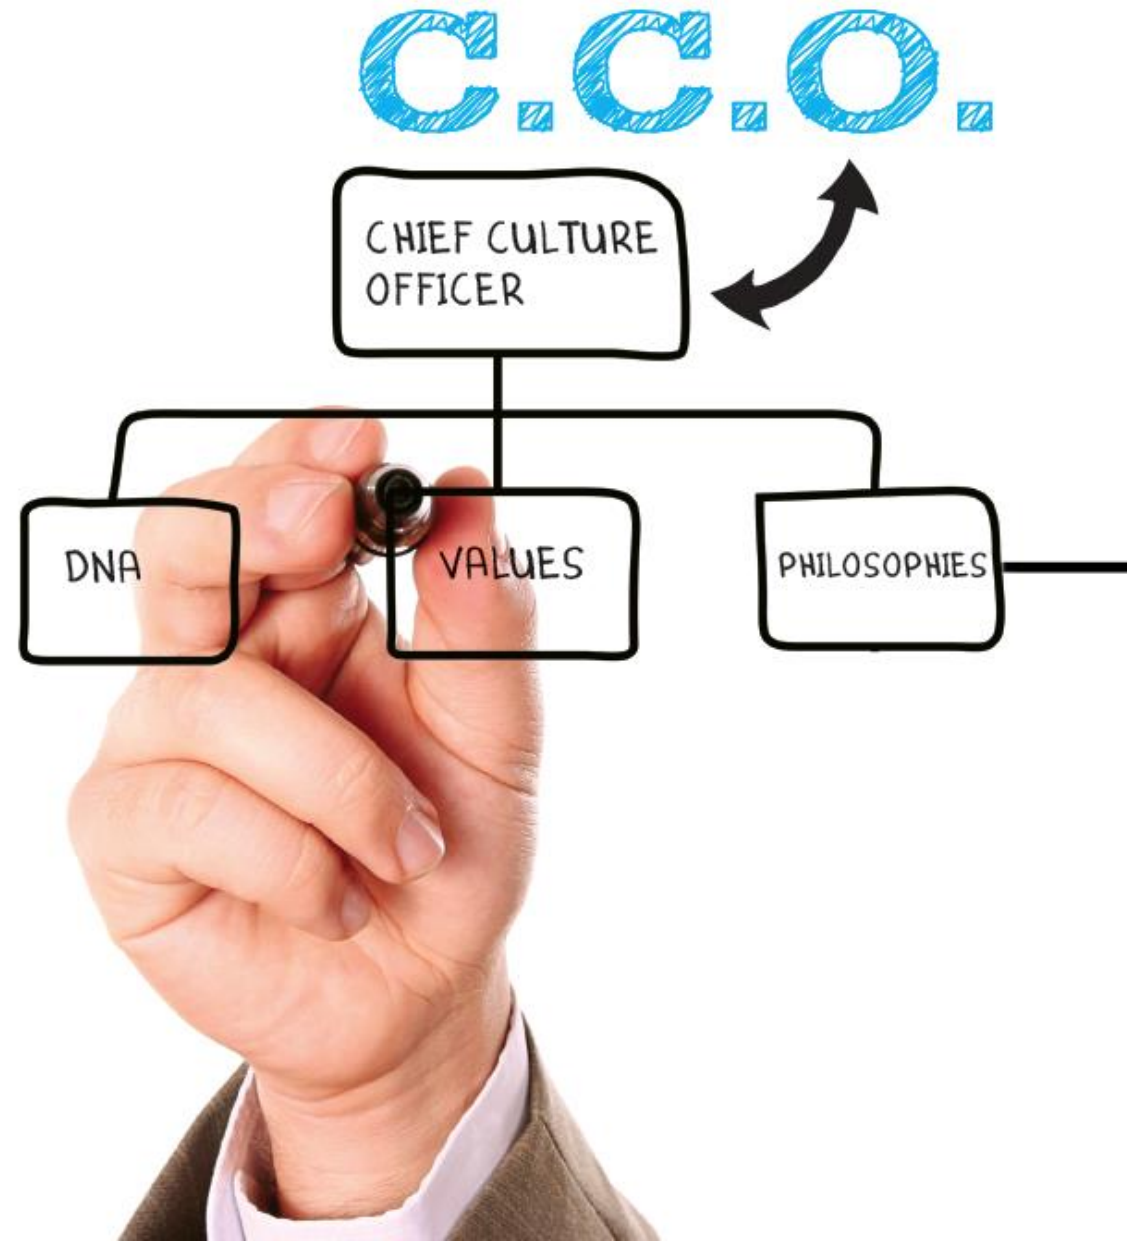 C.C.O.
CHIEF CULTURE
OFFICER
DNA
VALUES
PHILOSOPHIES